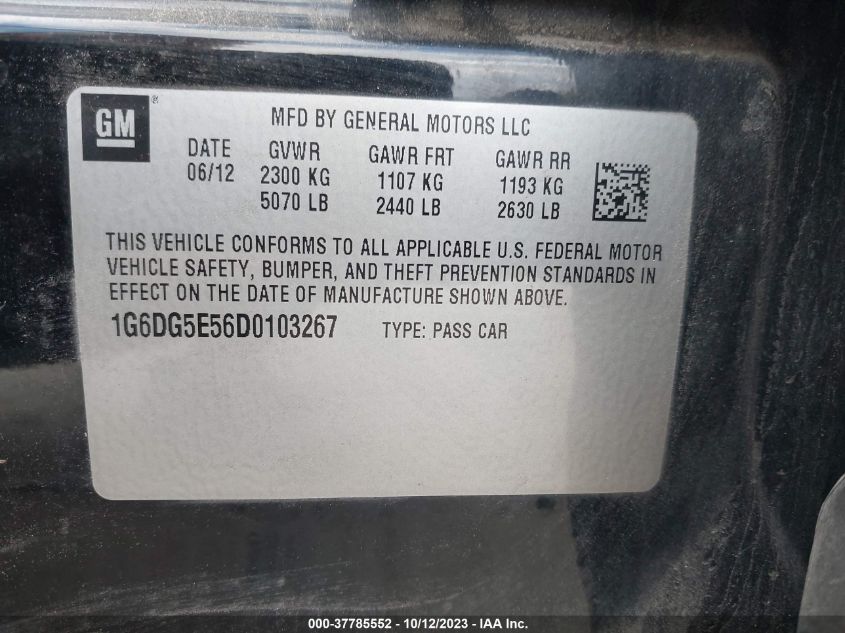 GM®
MFD BY GENERAL MOTORS LLC
DATE GVWR GAWR FRT GAWR RR
06/12 2300 KG 1107 KG 1193 KG
5070 LB 2440 LB 2630 LB
THIS VEHICLE CONFORMS TO ALL APPLICABLE U.S. FEDERAL MOTOR
VEHICLE SAFETY, BUMPER, AND THEFT PREVENTION STANDARDS IN
EFFECT ON THE DATE OF MANUFACTURE SHOWN ABOVE.
1G6DG5E56D0103267 TYPE: PASS CAR
000-37785552 - 10/12/2023 - IAA Inc.